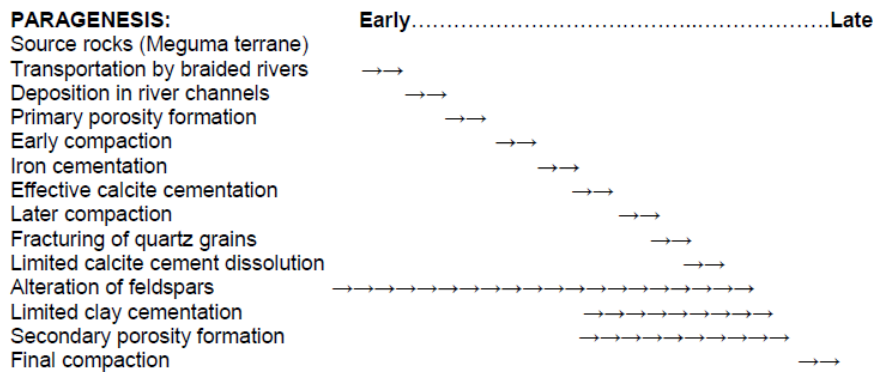 PARAGENESIS: Early……………………………………..……………….Late
Source rocks (Meguma terrane)
Transportation by braided rivers →→
Deposition in river channels →→
Primary porosity formation →→
Early compaction →→
Iron cementation →→
Effective calcite cementation →→
Later compaction →→
Fracturing of quartz grains →→
Limited calcite cement dissolution →→
Alteration of feldspars →→→→→→→→→→→→→→→→→→→→
Limited clay cementation →→→→→→→→→
Secondary porosity formation →→→→→→→→→→
Final compaction →→